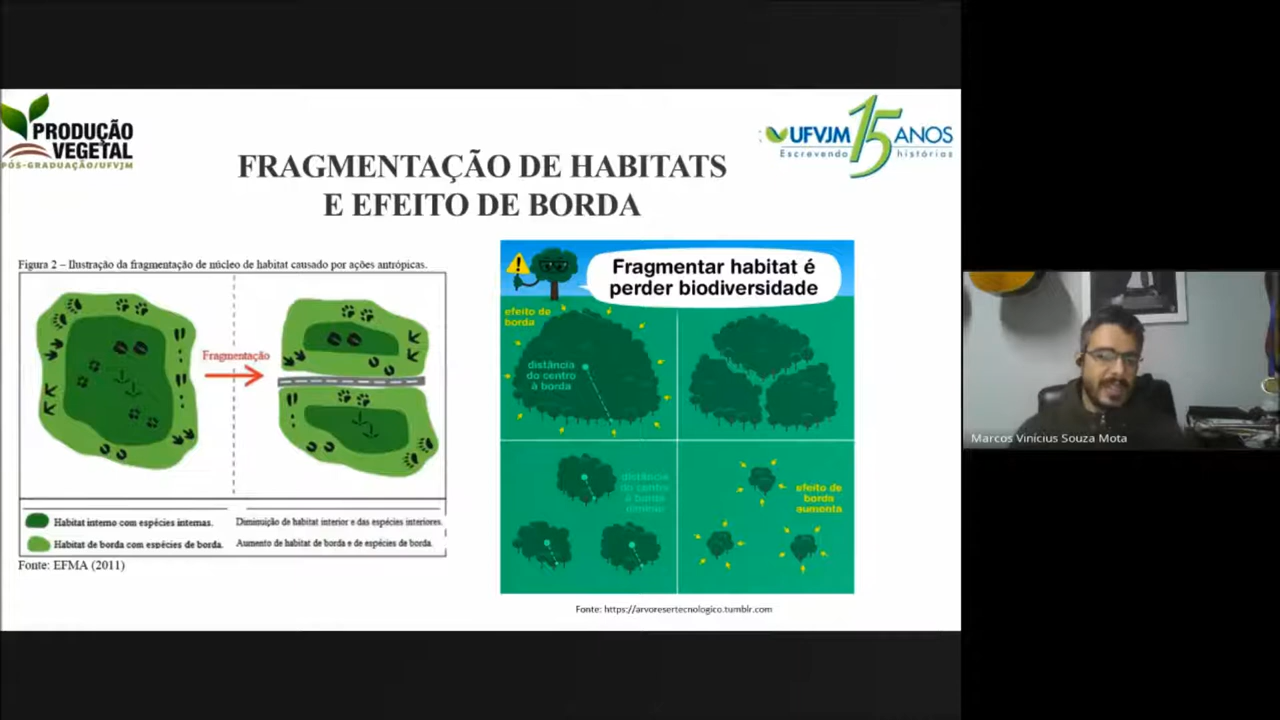 PRODUÇÃO
VEGETAL
PÓS-GRADUAÇÃO/UFVJM
UFVJM 15 ANOS
Escrevendo histórias
FRAGMENTAÇÃO DE HABITATS
E EFEITO DE BORDA
Figura 2 – Ilustração da fragmentação de núcleo de habitat causado por ações antrópicas.
Fragmentação
Habitat interno com espécies internas.
Diminuição de habitat interior e das espécies interiores.
Habitat de borda com espécies de borda.
Aumento de habitat de borda e de espécies de borda.
Fonte: EFMA (2011)
Fragmentar habitat é
perder biodiversidade
efeito de
borda
distância
do centro
à borda
distância
do centro
à borda
diminui
efeito de
borda
aumenta
Fonte: https://arvoresertecnologico.tumblr.com
Marcos Vinícius Souza Mota